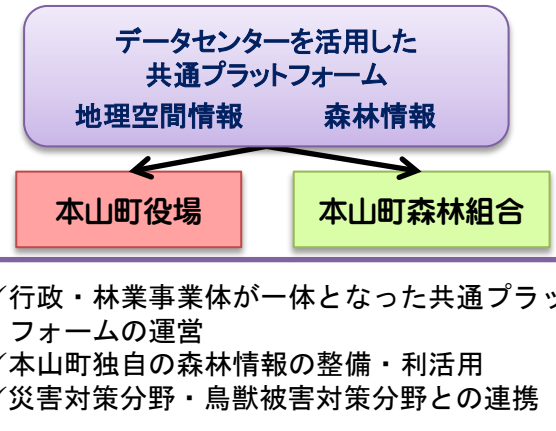 データセンターを活用した
共通プラットフォーム
地理空間情報 森林情報
本山町役場 本山町森林組合
行政・林業事業体が一体となった共通プラッ
フォームの運営
本山町独自の森林情報の整備・利活用
災害対策分野・鳥獣被害対策分野との連携